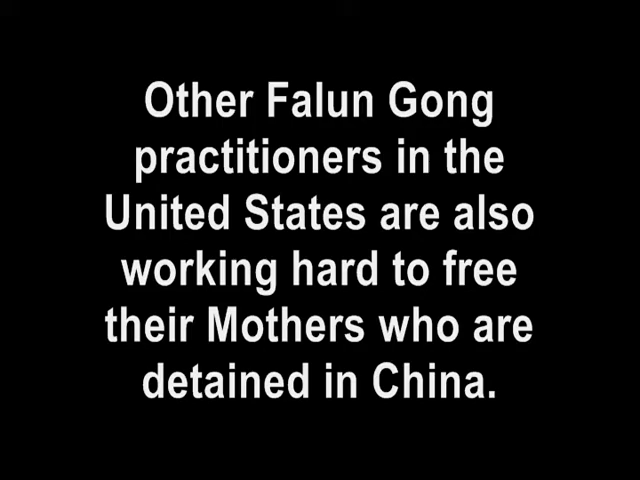 Other Falun Gong
practitioners in the
United States are also
working hard to free
their Mothers who are
detained in China.